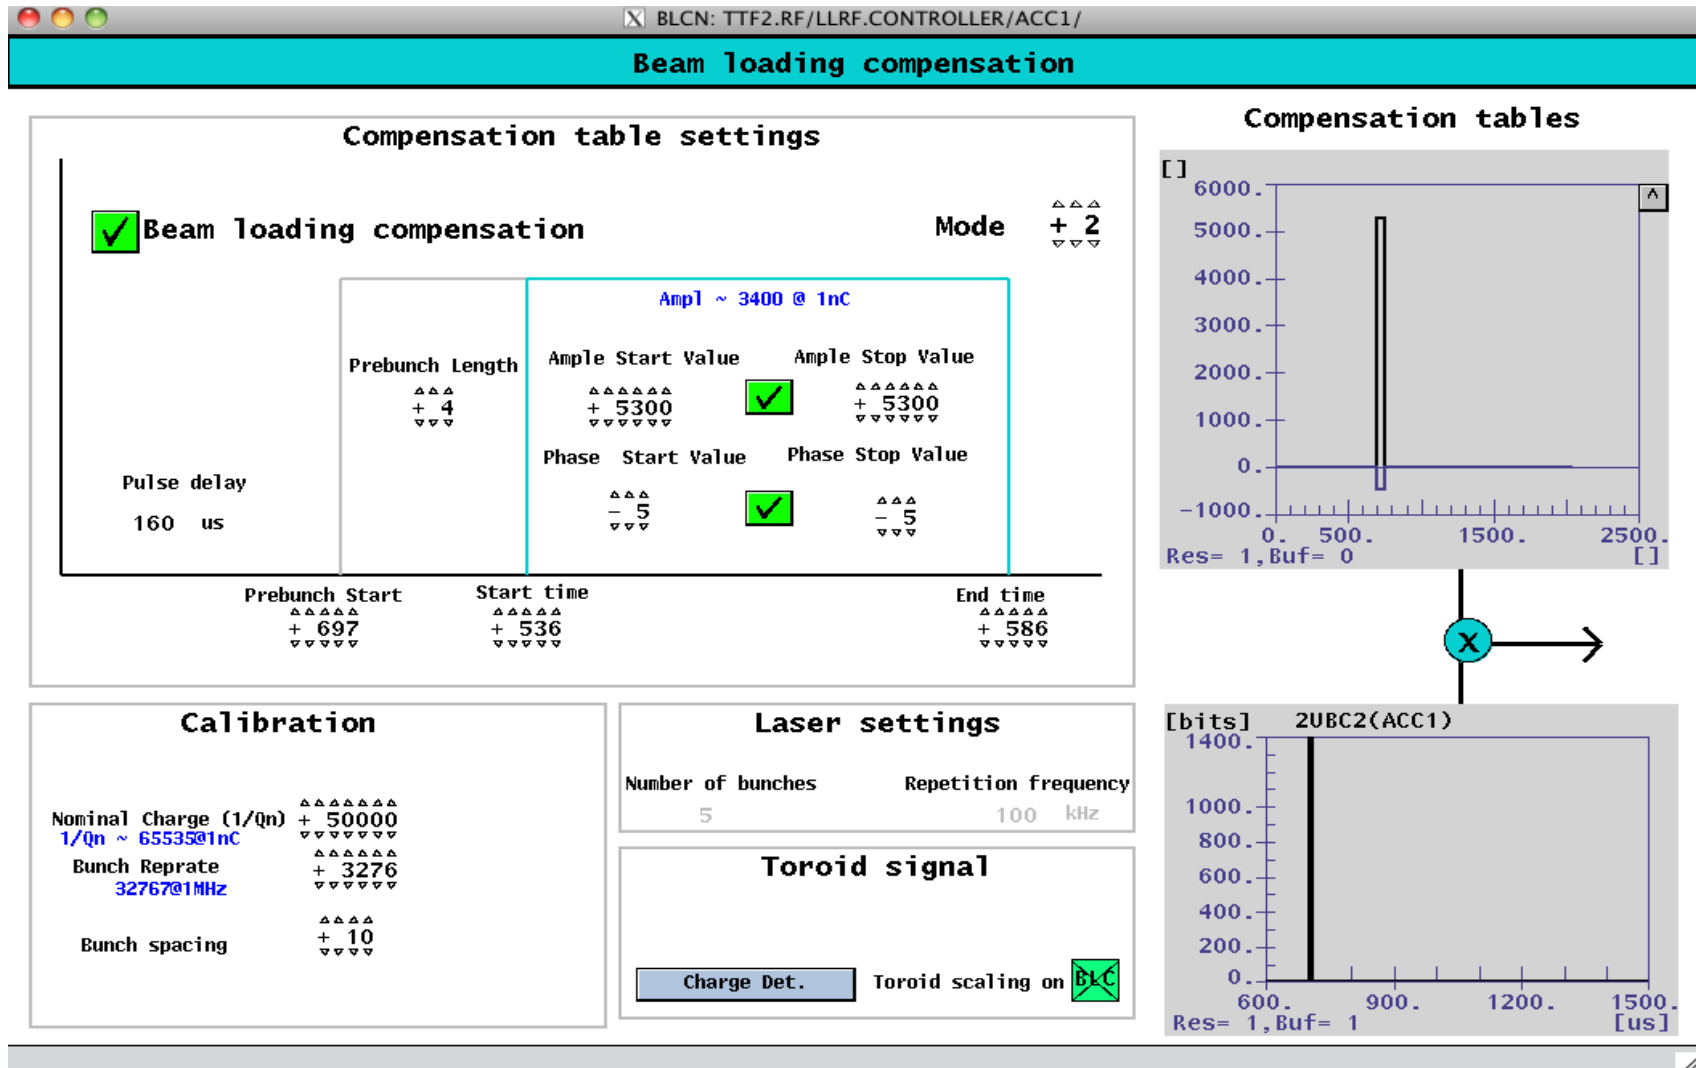 X BLCN: TTF2.RF/LLRF.CONTROLLER/ACC1/
Beam loading compensation
Compensation table settings
Beam loading compensation
Mode
+ 2
Ampl ~ 3400 @ 1nC
Prebunch Length
+ 4
Ample Start Value
Ample Stop Value
+ 5300
+ 5300
Phase Start Value
Phase Stop Value
- 5
- 5
Pulse delay
160 us
Prebunch Start
+ 697
Start time
+ 536
End time
+ 586
Compensation tables
[]
^
6000.
5000.
4000.
3000.
2000.
1000.
0.
-1000.
0. 500. 1500. 2500.
Res= 1,Buf= 0 []
X
Calibration
Nominal Charge (1/Qn) + 50000
1/Qn ~ 65535@1nC
Bunch Reprate + 3276
32767@1MHz
Bunch spacing + 10
Laser settings
Number of bunches
Repetition frequency
5
100 kHz
Toroid signal
Charge Det.
Toroid scaling on BLC
[bits] 2UBC2(ACC1)
1400.
1000.
800.
600.
400.
200.
0.
600. 900. 1200. 1500.
Res= 1,Buf= 1 [us]